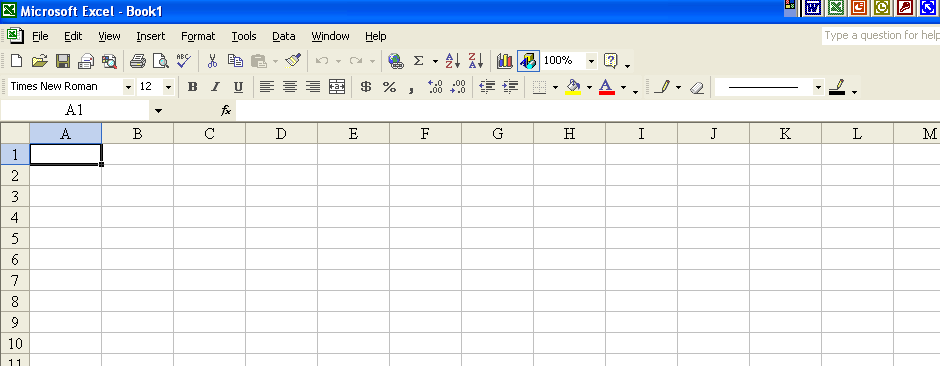 Microsoft Excel - Book1
File Edit View Insert Format Tools Data Window Help Type a question for help
100%
Times New Roman 12 B I U $ % ,
A1 fx
A B C D E F G H I J K L M
1
2
3
4
5
6
7
8
9
10
11